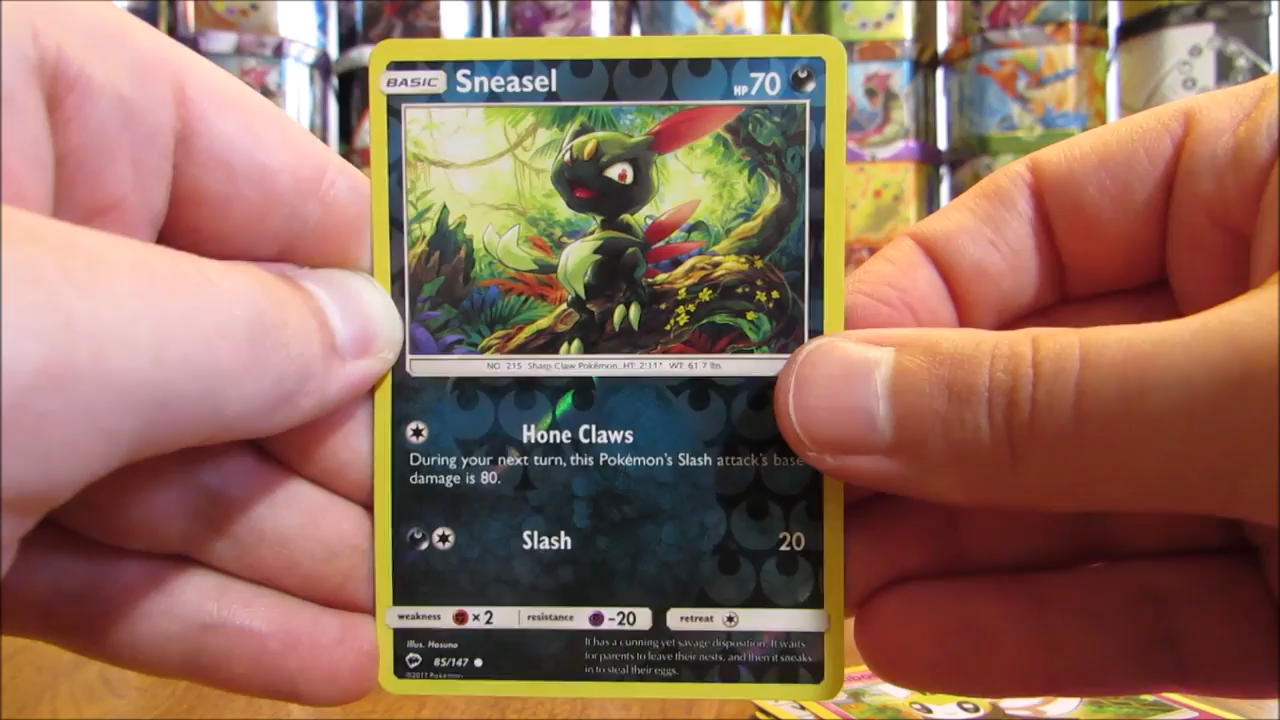 BASIC Sneasel HP 70
NO. 215 Sharp Claw Pokémon HT: 2'11" WT: 61.7 lbs
Hone Claws
During your next turn, this Pokémon's Slash attack's base
damage is 80.
Slash 20
weakness ×2 resistance -20 retreat
Illus. Hasuno
It has a cunning yet savage disposition. It waits
for parents to leave their nests, and then it sneaks
in to steal their eggs.
85/147
©2017 Pokémon